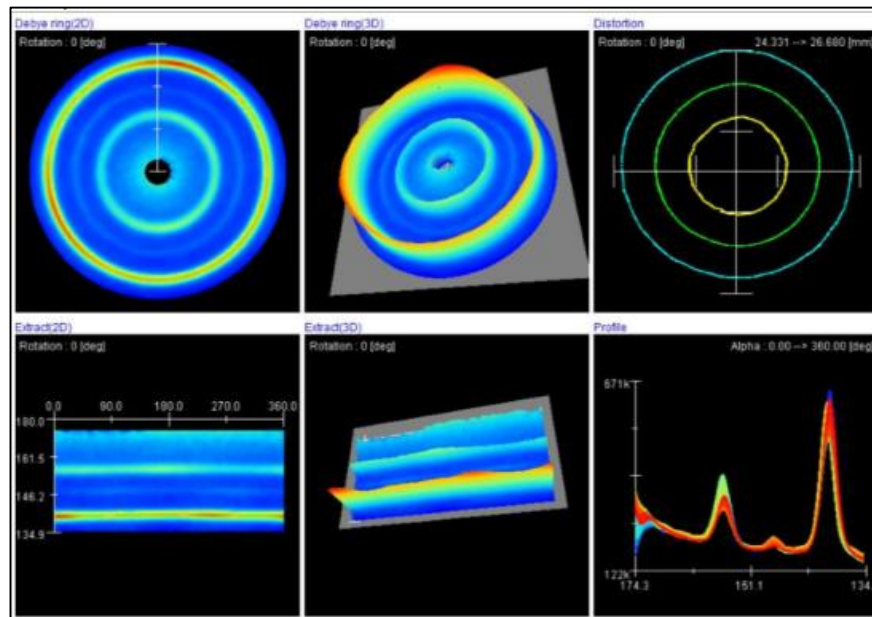 Debye ring(2D)
Rotation : 0 [deg]
Debye ring(3D)
Rotation : 0 [deg]
Distortion
Rotation : 0 [deg]
24.331 --> 26.680 [mm]
Extract(2D)
Rotation : 0 [deg]
0.0 90.0 180.0 270.0 360.0
180.0
161.5
146.2
134.9
Extract(3D)
Rotation : 0 [deg]
Profile
Alpha : 0.00 --> 360.00 [deg]
671k
122k
174.3 151.1 134.